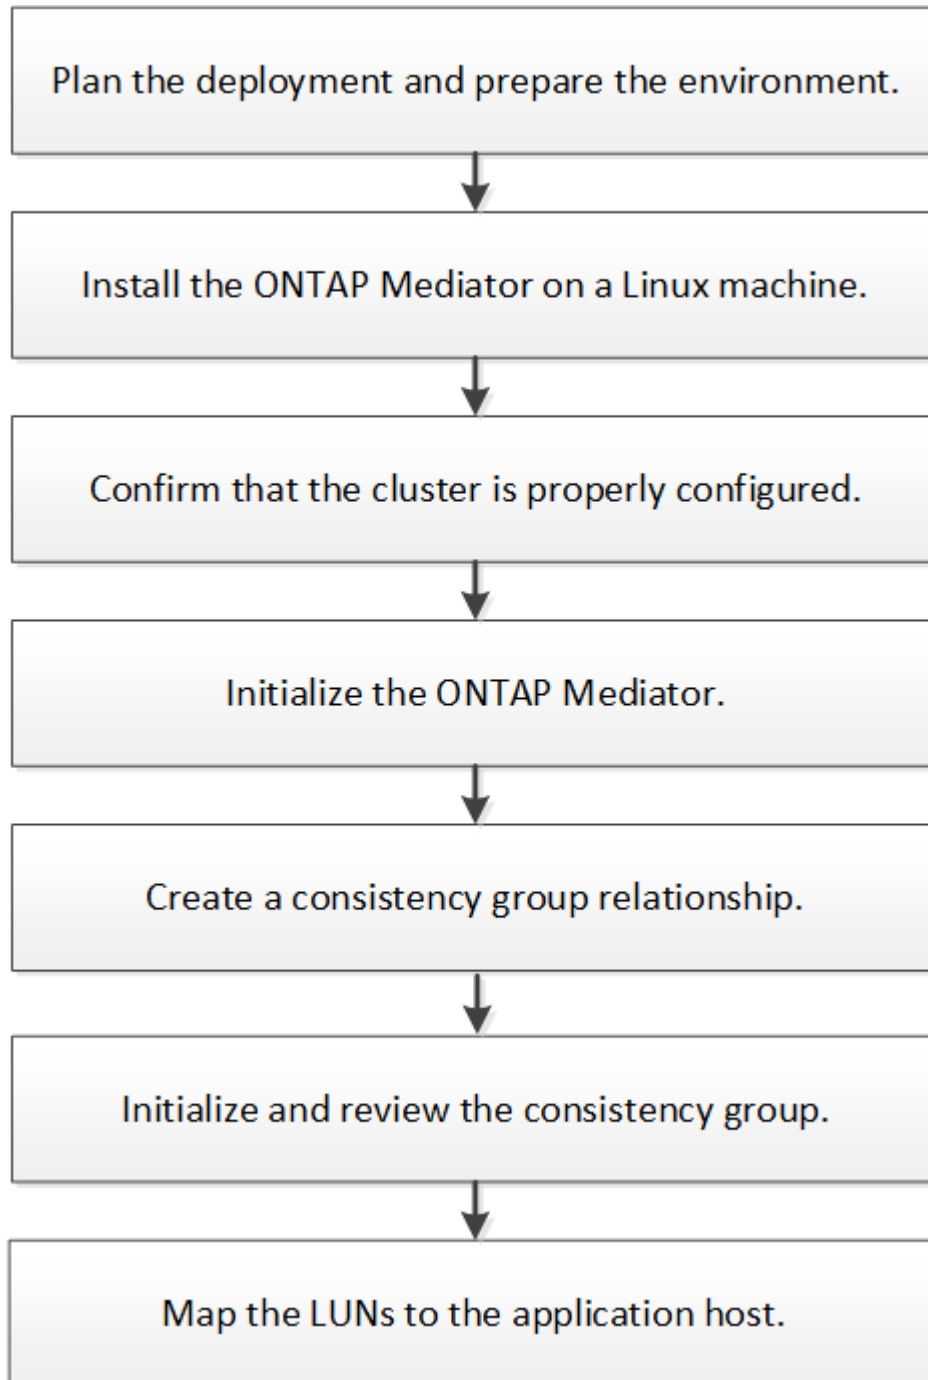 Plan the deployment and prepare the environment.
Install the ONTAP Mediator on a Linux machine.
Confirm that the cluster is properly configured.
Initialize the ONTAP Mediator.
Create a consistency group relationship.
Initialize and review the consistency group.
Map the LUNs to the application host.